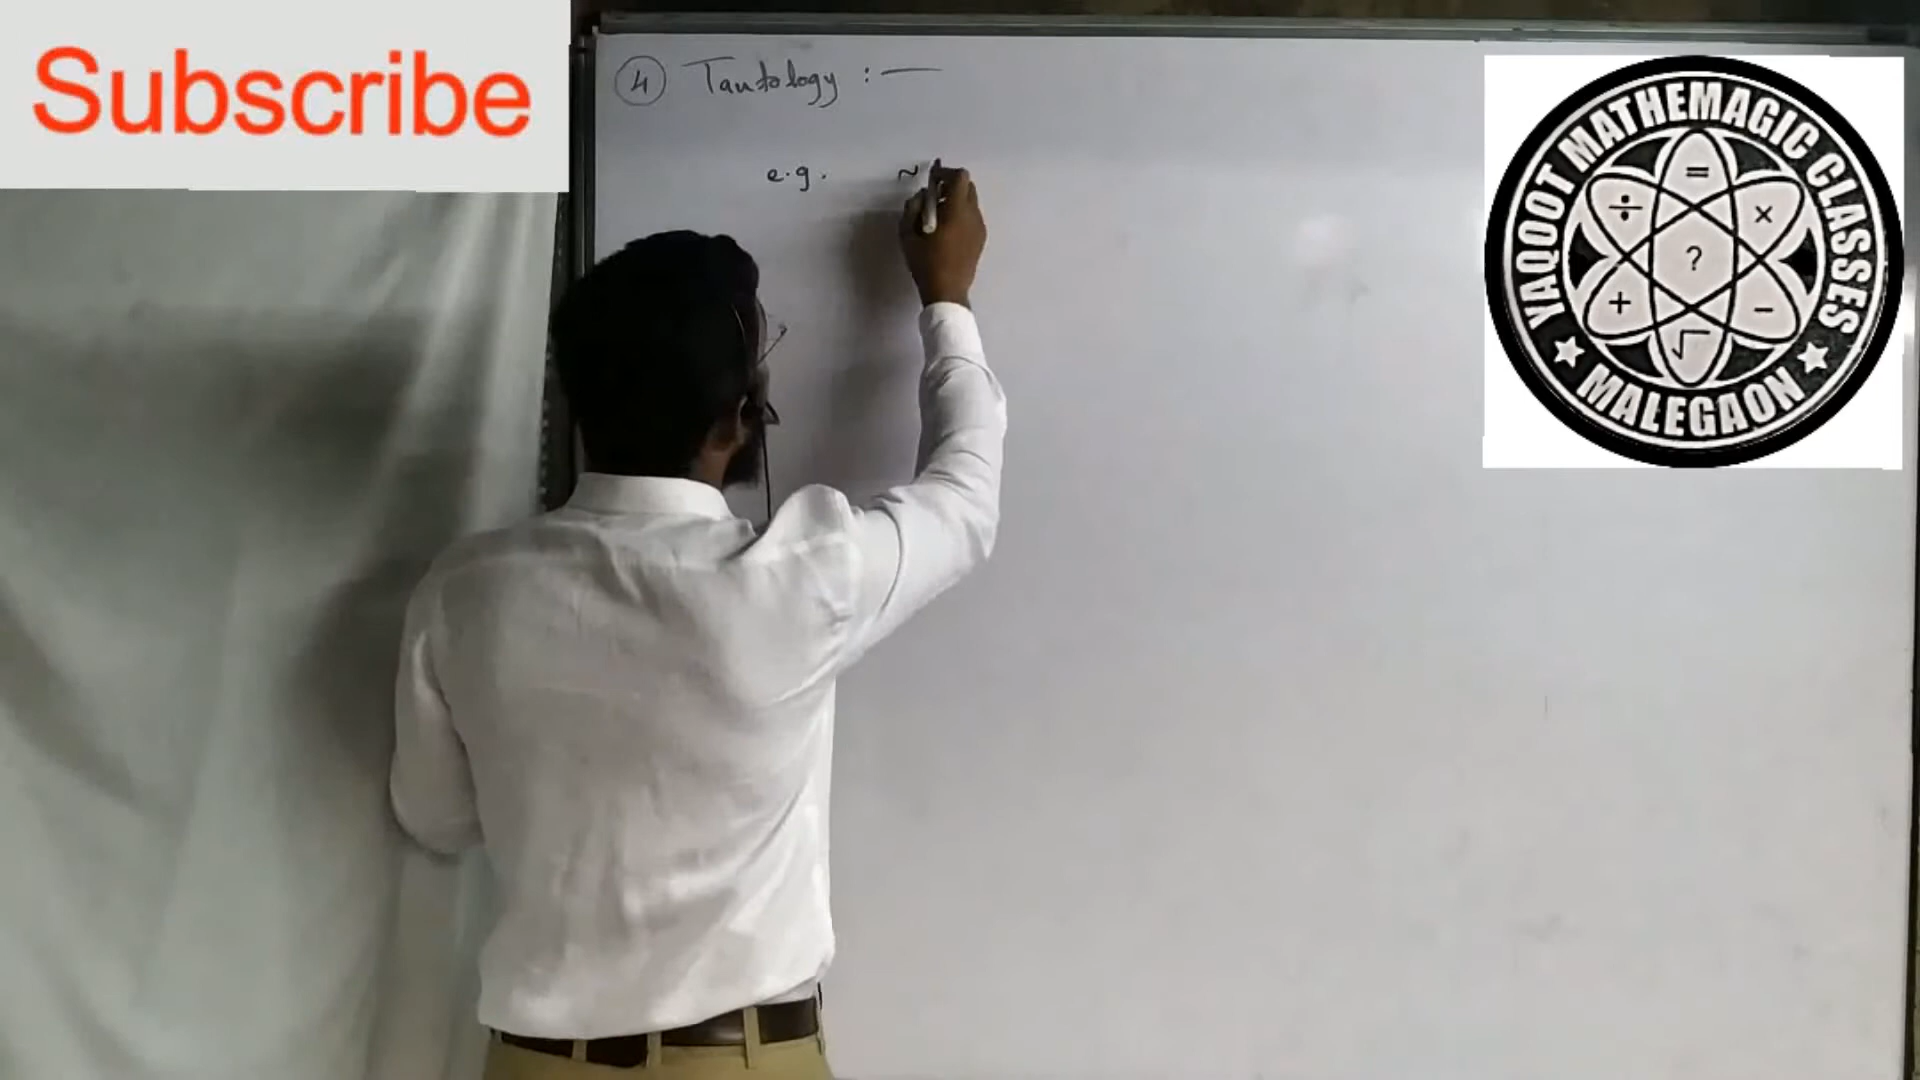 Subscribe
④ Tautology :—
e.g. ~
YAQOOT MATHEMAGIC CLASSES
= ÷ × ? + − √
★ MALEGAON ★